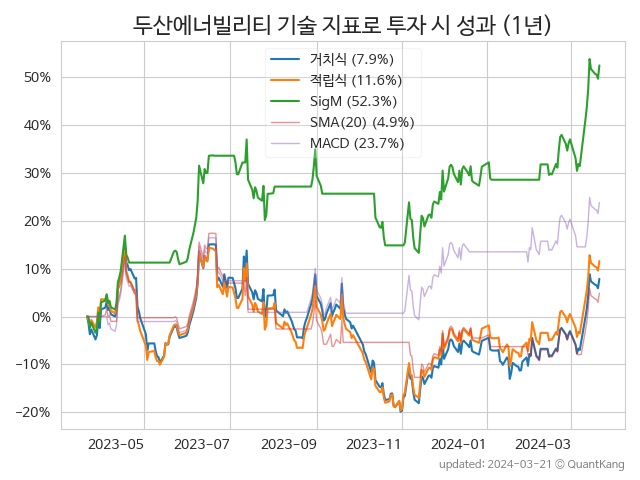 두산에너빌리티 기술 지표로 투자 시 성과 (1년)
거치식 (7.9%)
적립식 (11.6%)
SigM (52.3%)
SMA(20) (4.9%)
MACD (23.7%)
50%
40%
30%
20%
10%
0%
−10%
−20%
2023-05 2023-07 2023-09 2023-11 2024-01 2024-03
updated: 2024-03-21 © QuantKang